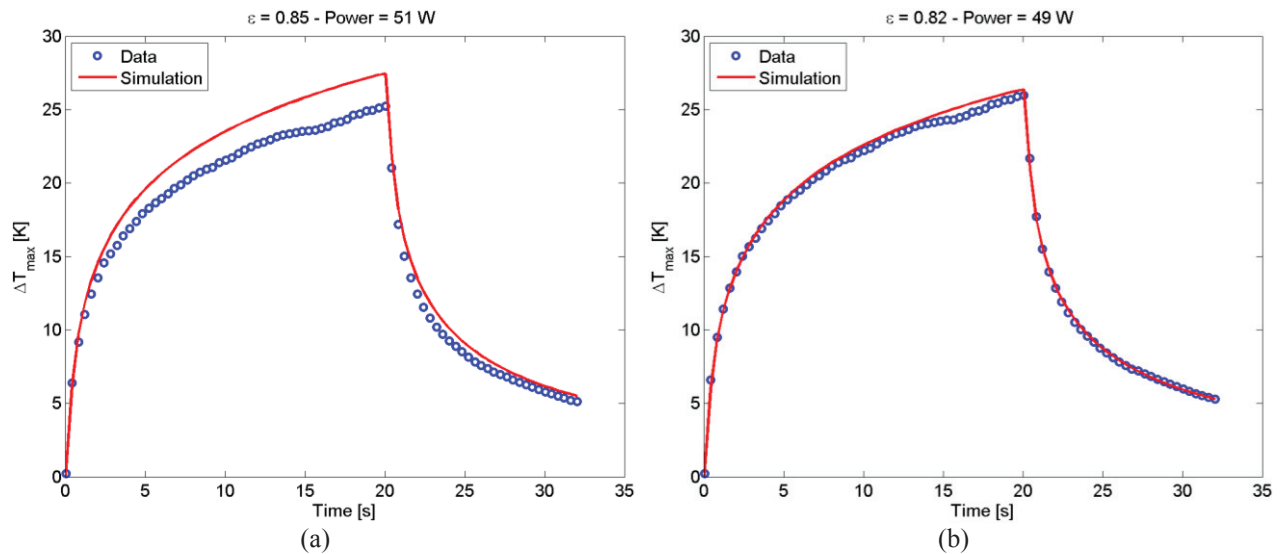 ε = 0.85 - Power = 51 W
30
25
20
15
10
5
0
ΔT_max [K]
Data
Simulation
0 5 10 15 20 25 30 35
Time [s]
(a)
ε = 0.82 - Power = 49 W
30
25
20
15
10
5
0
ΔT_max [K]
Data
Simulation
0 5 10 15 20 25 30 35
Time [s]
(b)